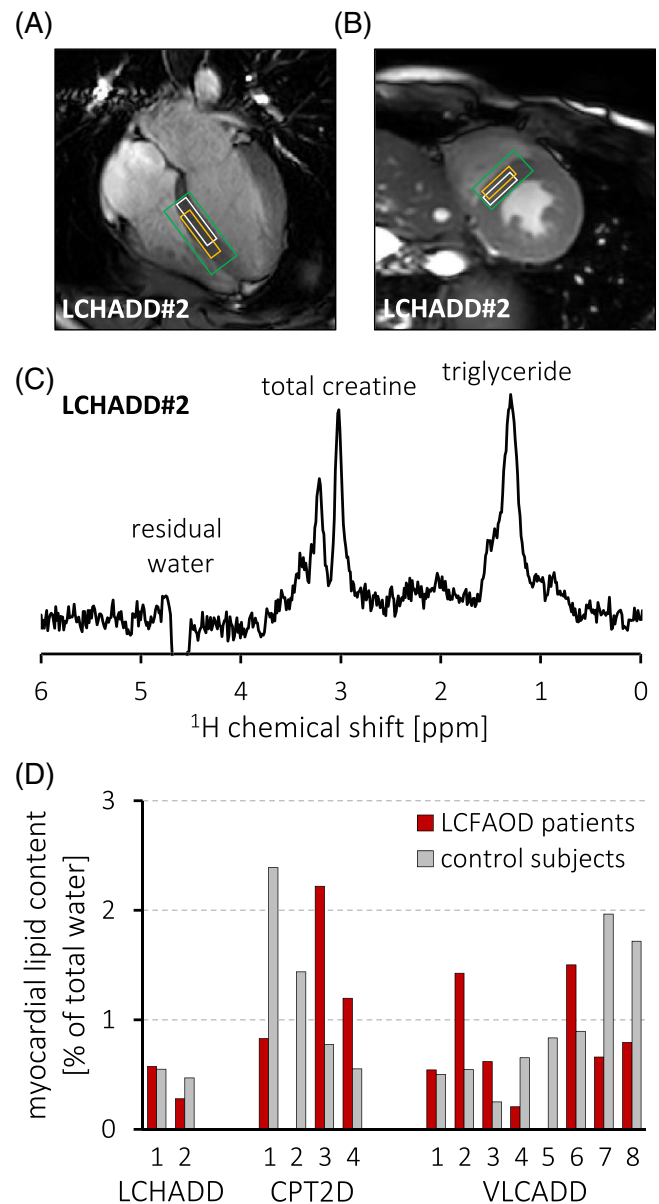 (A)
(B)
LCHADD#2
LCHADD#2
(C)
LCHADD#2
total creatine
triglyceride
residual
water
6 5 4 3 2 1 0
¹H chemical shift [ppm]
(D)
myocardial lipid content
[% of total water]
3
2
1
0
LCFAOD patients
control subjects
1 2 1 2 3 4 1 2 3 4 5 6 7 8
LCHADD CPT2D VLCADD